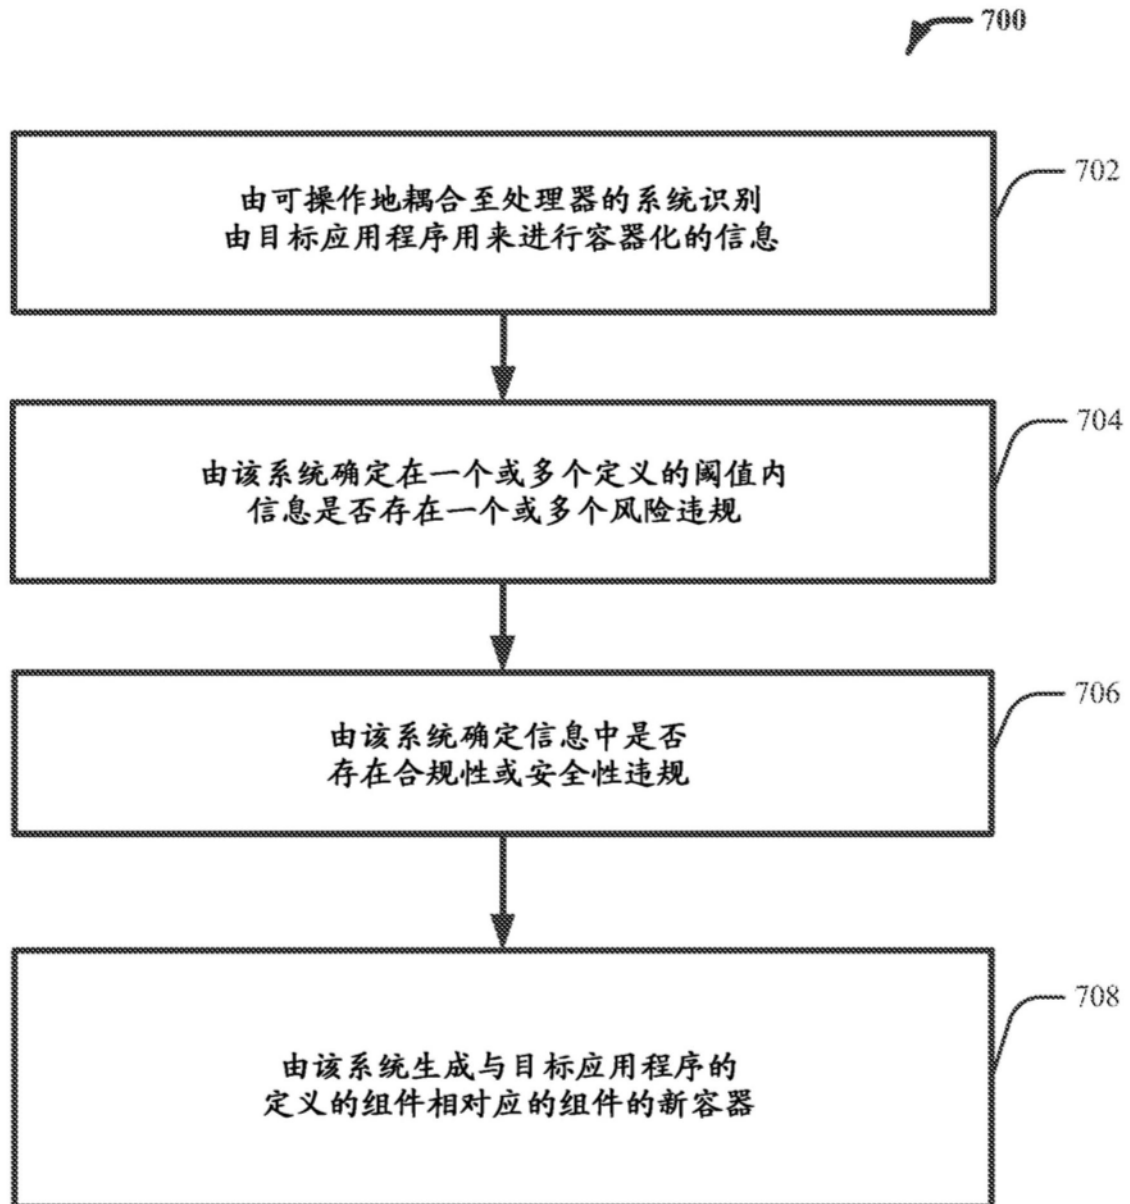 700
702
由可操作地耦合至处理器的系统识别
由目标应用程序用来进行容器化的信息
704
由该系统确定在一个或多个定义的阈值内
信息是否存在一个或多个风险违规
706
由该系统确定信息中是否
存在合规性或安全性违规
708
由该系统生成与目标应用程序的
定义的组件相对应的组件的新容器